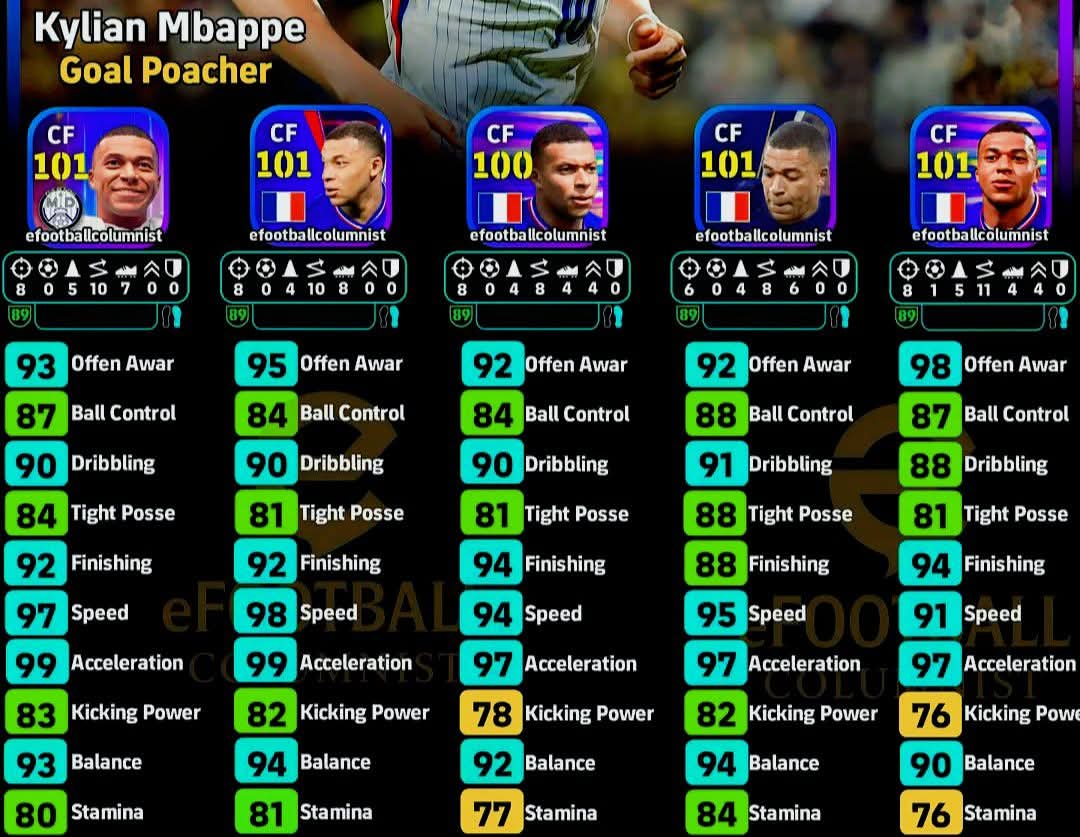 Kylian Mbappe
Goal Poacher
CF CF CF CF CF
101 101 100 101 101
efootballcolumnist efootballcolumnist efootballcolumnist efootballcolumnist efootballcolumnist
8 0 5 10 7 0 0 8 0 4 10 8 0 0 8 0 4 8 4 4 0 6 0 4 8 6 0 0 8 1 5 11 4 4 0
89 89 89 89 89
93 Offen Awar 95 Offen Awar 92 Offen Awar 92 Offen Awar 98 Offen Awar
87 Ball Control 84 Ball Control 84 Ball Control 88 Ball Control 87 Ball Control
90 Dribbling 90 Dribbling 90 Dribbling 91 Dribbling 88 Dribbling
84 Tight Posse 81 Tight Posse 81 Tight Posse 88 Tight Posse 81 Tight Posse
92 Finishing 92 Finishing 94 Finishing 88 Finishing 94 Finishing
97 Speed 98 Speed 94 Speed 95 Speed 91 Speed
99 Acceleration 99 Acceleration 97 Acceleration 97 Acceleration 97 Acceleration
83 Kicking Power 82 Kicking Power 78 Kicking Power 82 Kicking Power 76 Kicking Powe
93 Balance 94 Balance 92 Balance 94 Balance 90 Balance
80 Stamina 81 Stamina 77 Stamina 84 Stamina 76 Stamina